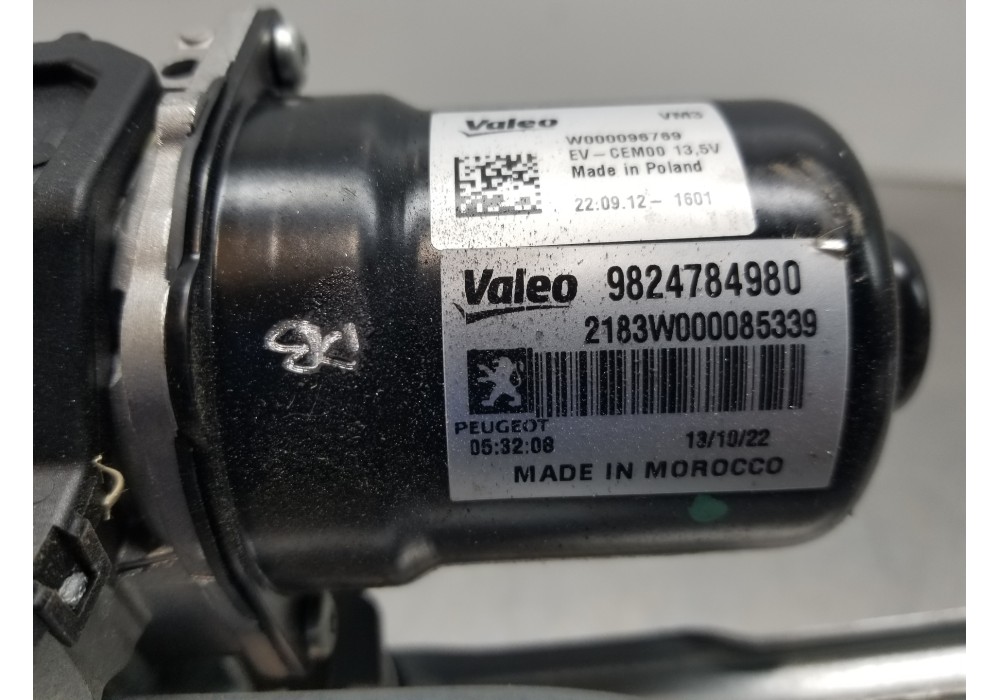 Valeo VM3
W000096789
EV-CEM00 13,5V
Made in Poland
22.09.12- 1601
Valeo 9824784980
2183W000085339
PEUGEOT
05:32:08 13/10/22
MADE IN MOROCCO